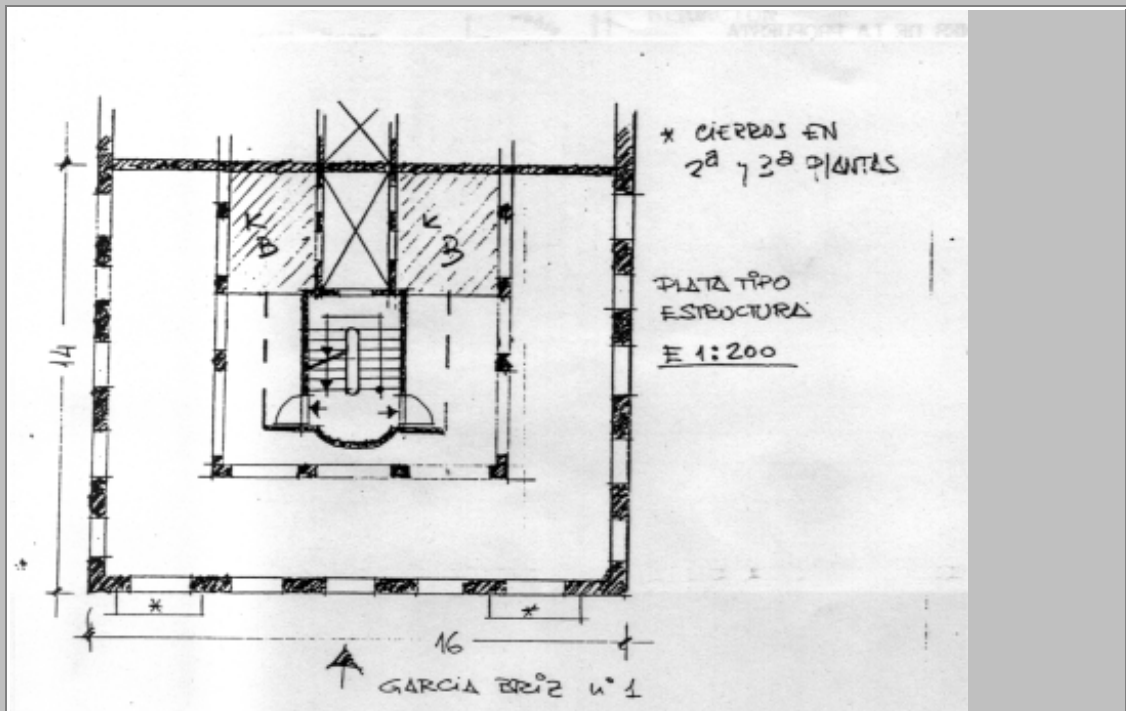 * CIERROS EN
2ª y 3ª PLANTAS
B
B
PLATA TIPO
ESTRUCTURA
E 1:200
14
*
*
16
GARCIA BRIZ nº 1